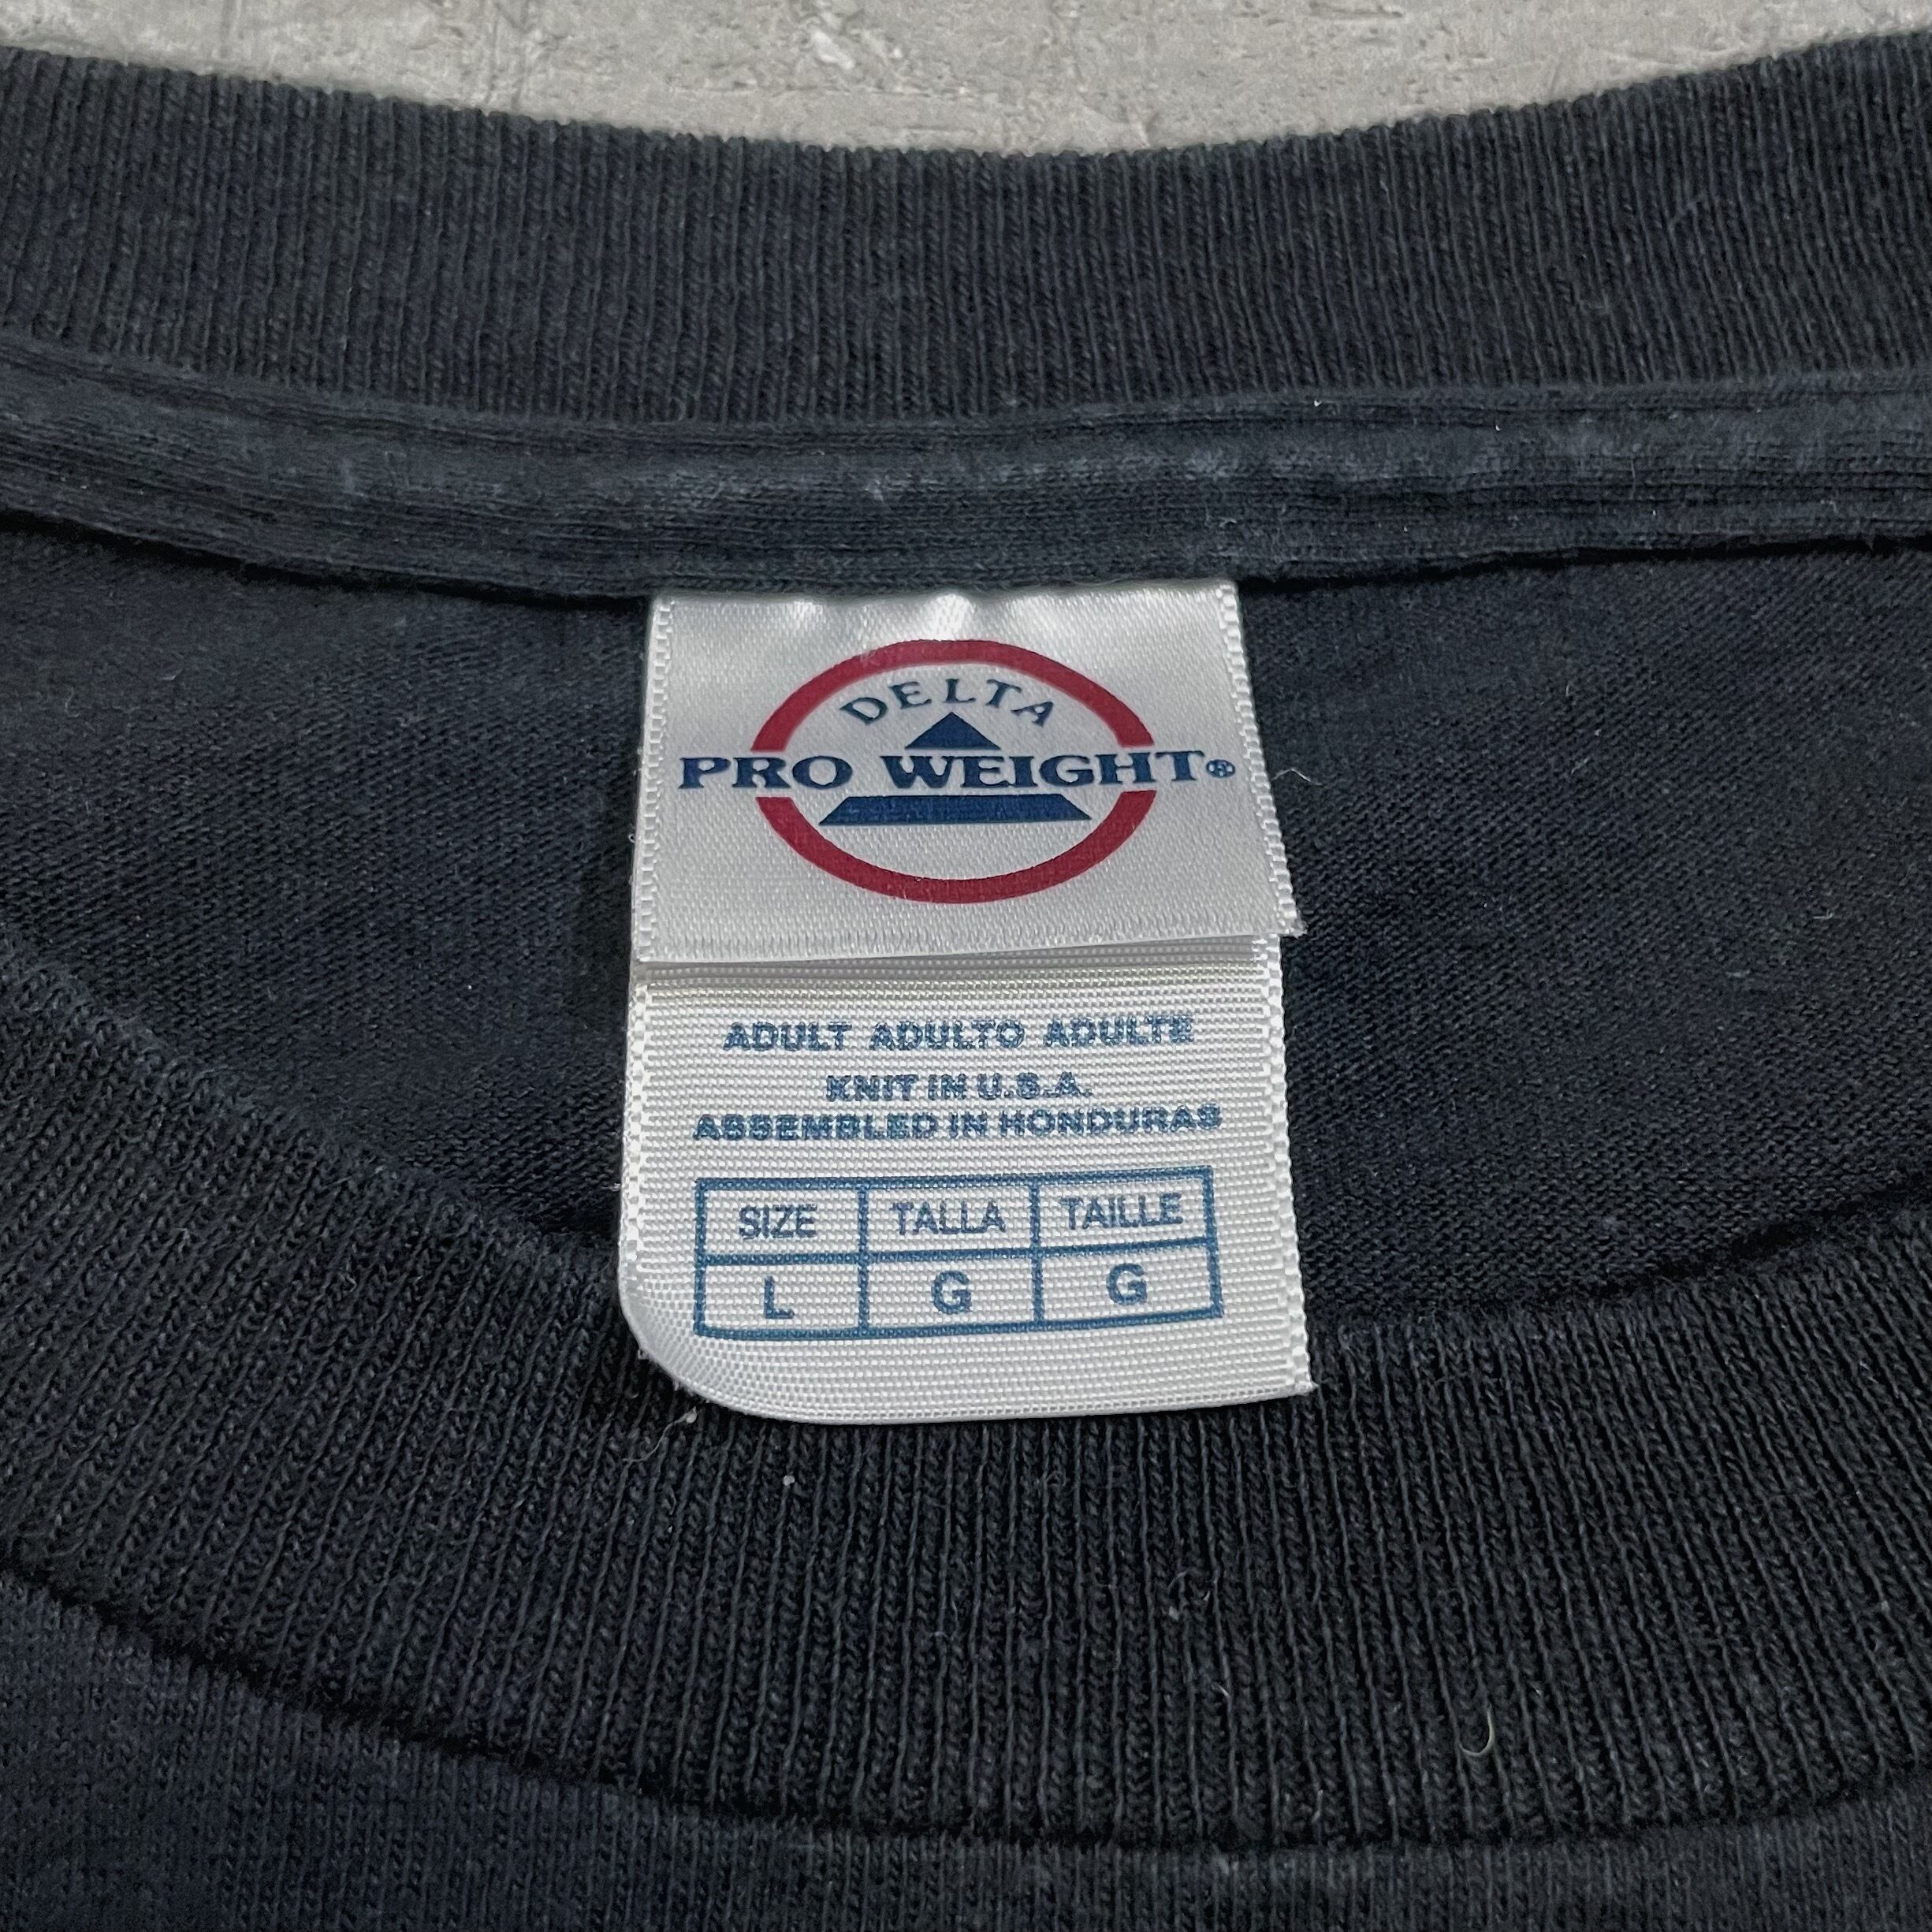 DELTA
PRO WEIGHT®
ADULT ADULTO ADULTE
KNIT IN U.S.A.
ASSEMBLED IN HONDURAS
SIZE TALLA TAILLE
L G G